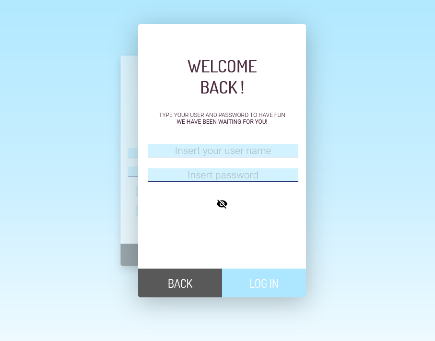 WELCOME
BACK!
TYPE YOUR USER AND PASSWORD TO HAVE FUN
WE HAVE BEEN WAITING FOR YOU!
Insert your user name
Insert password
BACK
LOG IN